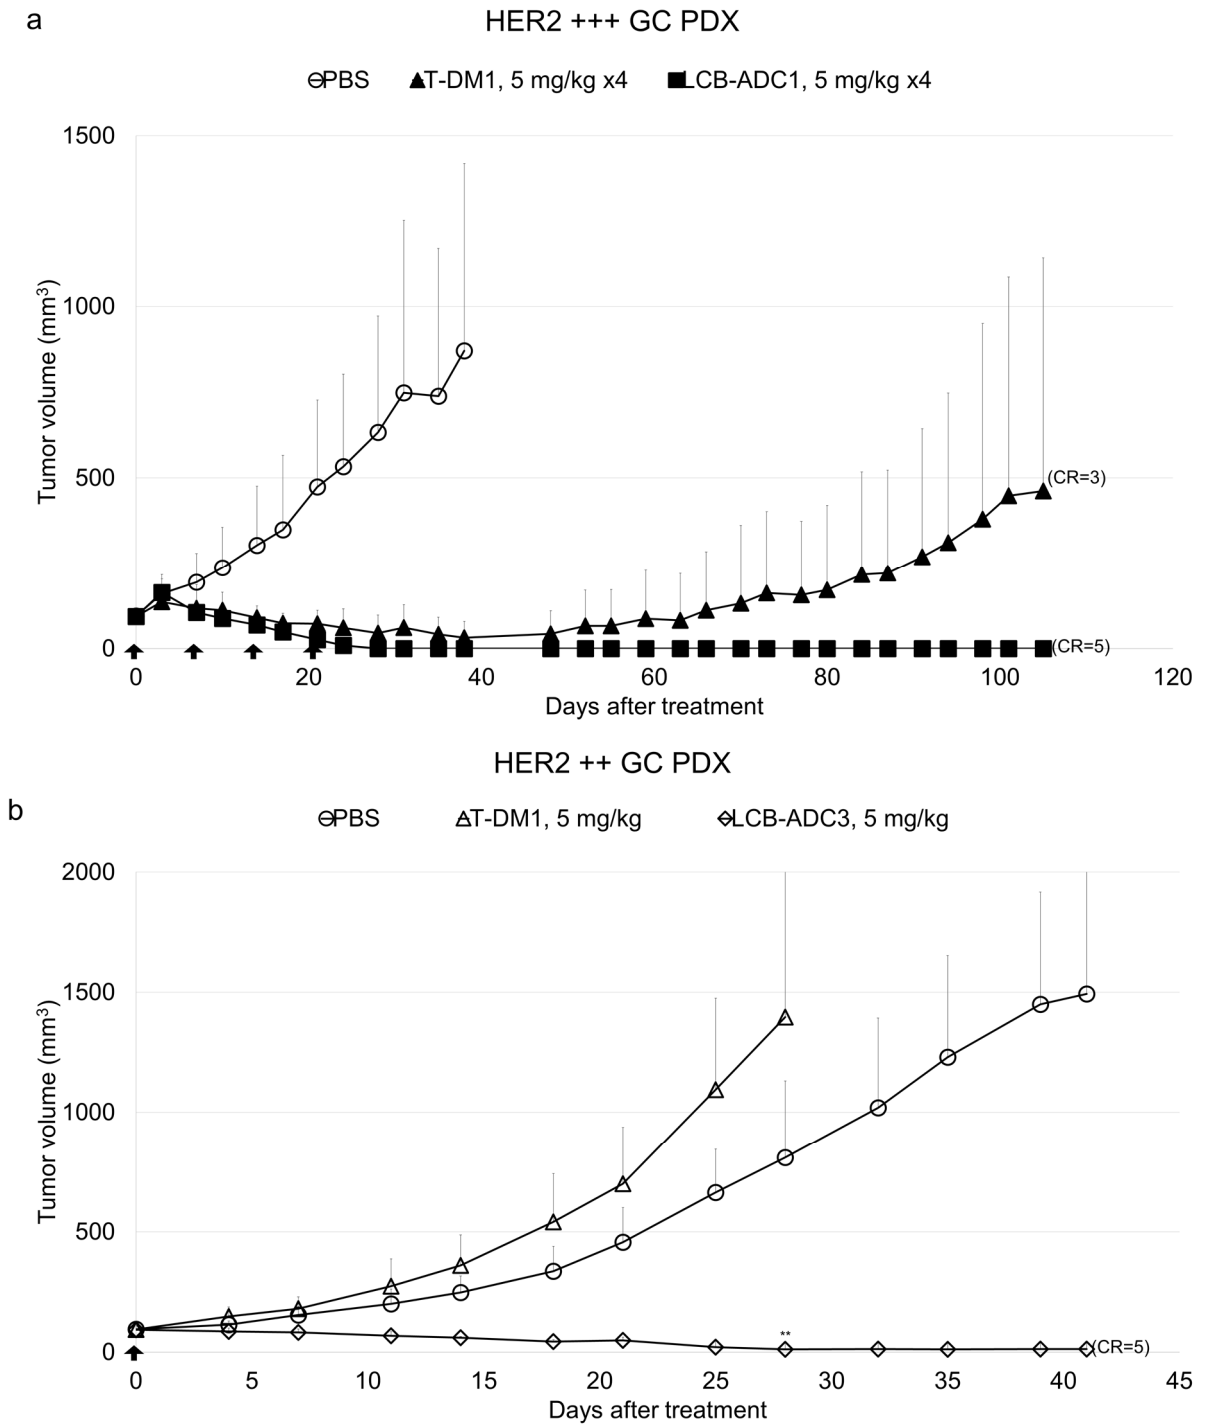 a
HER2 +++ GC PDX
PBS T-DM1, 5 mg/kg x4 LCB-ADC1, 5 mg/kg x4
1500
1000
500
0
Tumor volume (mm³)
(CR=3)
(CR=5)
0 20 40 60 80 100 120
Days after treatment
HER2 ++ GC PDX
b
PBS T-DM1, 5 mg/kg LCB-ADC3, 5 mg/kg
2000
1500
1000
500
0
Tumor volume (mm³)
**
(CR=5)
0 5 10 15 20 25 30 35 40 45
Days after treatment